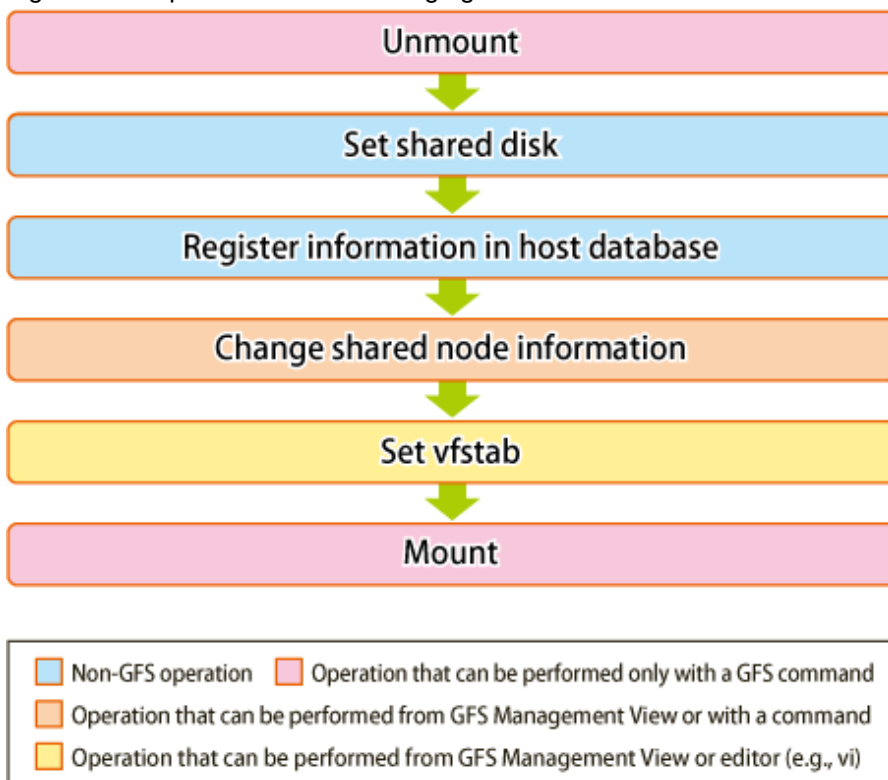 Unmount
Set shared disk
Register information in host database
Change shared node information
Set vfstab
Mount
Non-GFS operation Operation that can be performed only with a GFS command
Operation that can be performed from GFS Management View or with a command
Operation that can be performed from GFS Management View or editor (e.g., vi)